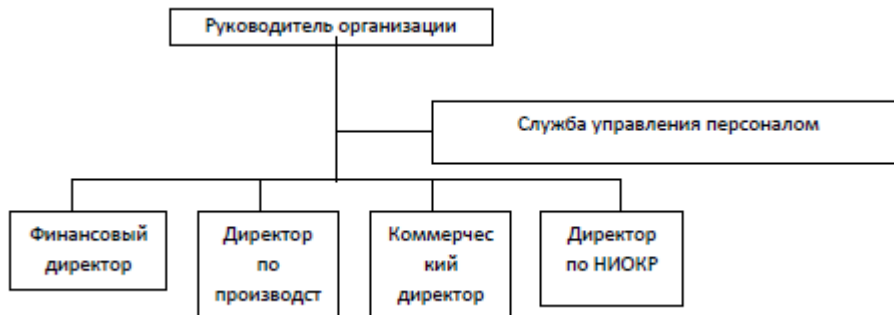 Руководитель организации
Служба управления персоналом
Финансовый
директор
Директор
по
производст
Коммерчес
кий
директор
Директор
по НИОКР